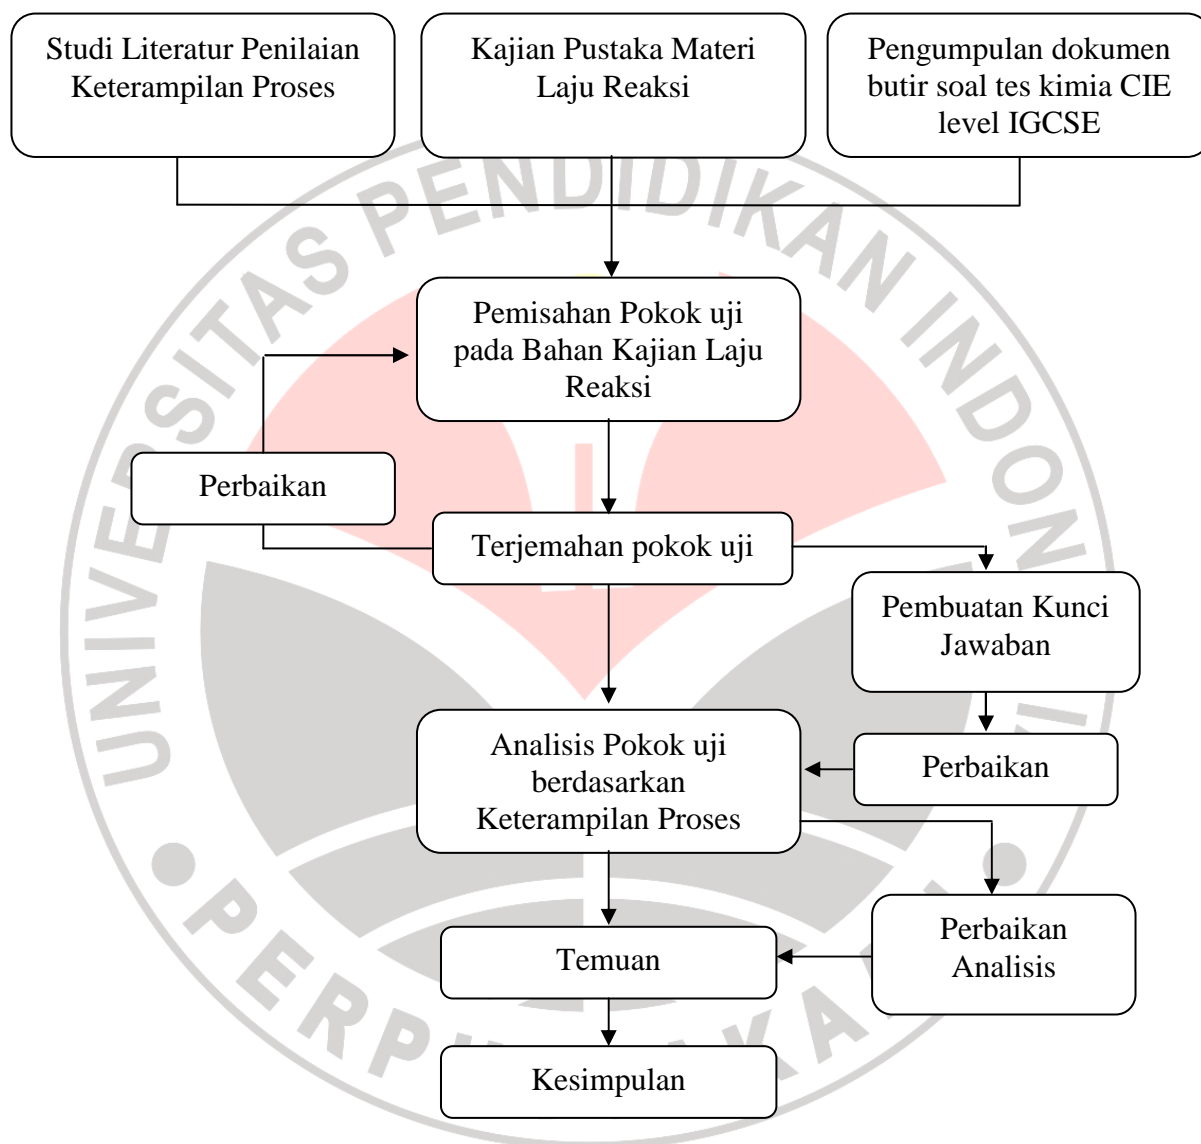 Studi Literatur Penilaian
Keterampilan Proses
Kajian Pustaka Materi
Laju Reaksi
Pengumpulan dokumen
butir soal tes kimia CIE
level IGCSE
Pemisahan Pokok uji
pada Bahan Kajian Laju
Reaksi
Perbaikan
Terjemahan pokok uji
Pembuatan Kunci
Jawaban
Analisis Pokok uji
berdasarkan
Keterampilan Proses
Perbaikan
Perbaikan
Analisis
Temuan
Kesimpulan
UNIVERSITAS PENDIDIKAN